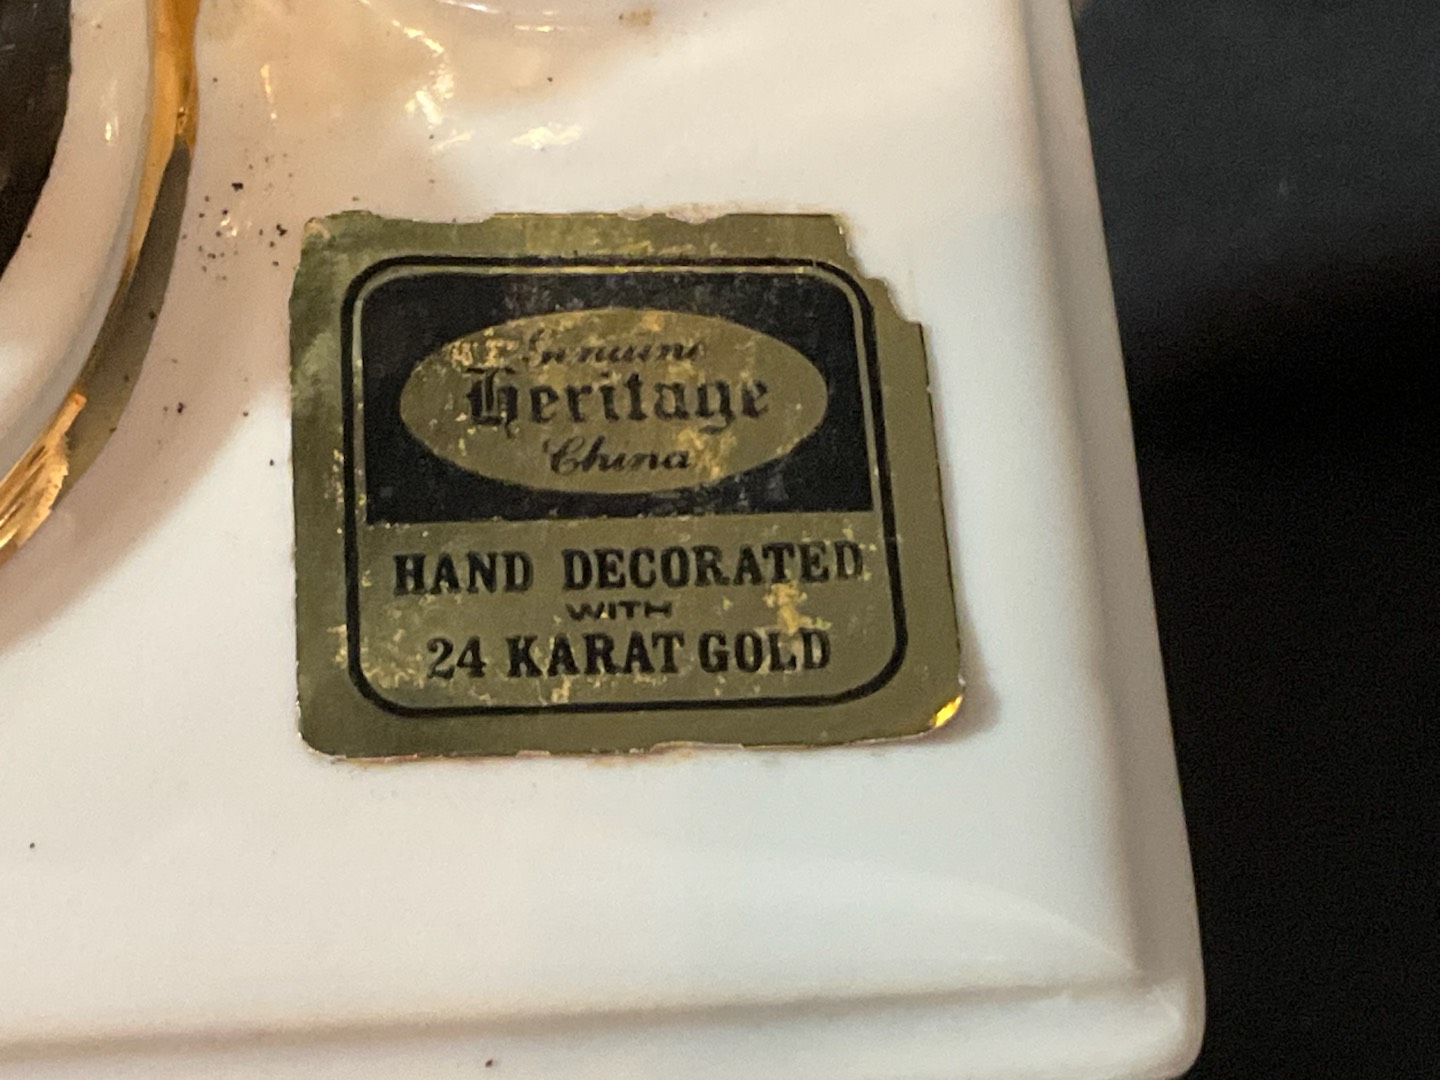 Genuine
Heritage
China
HAND DECORATED
WITH
24 KARAT GOLD